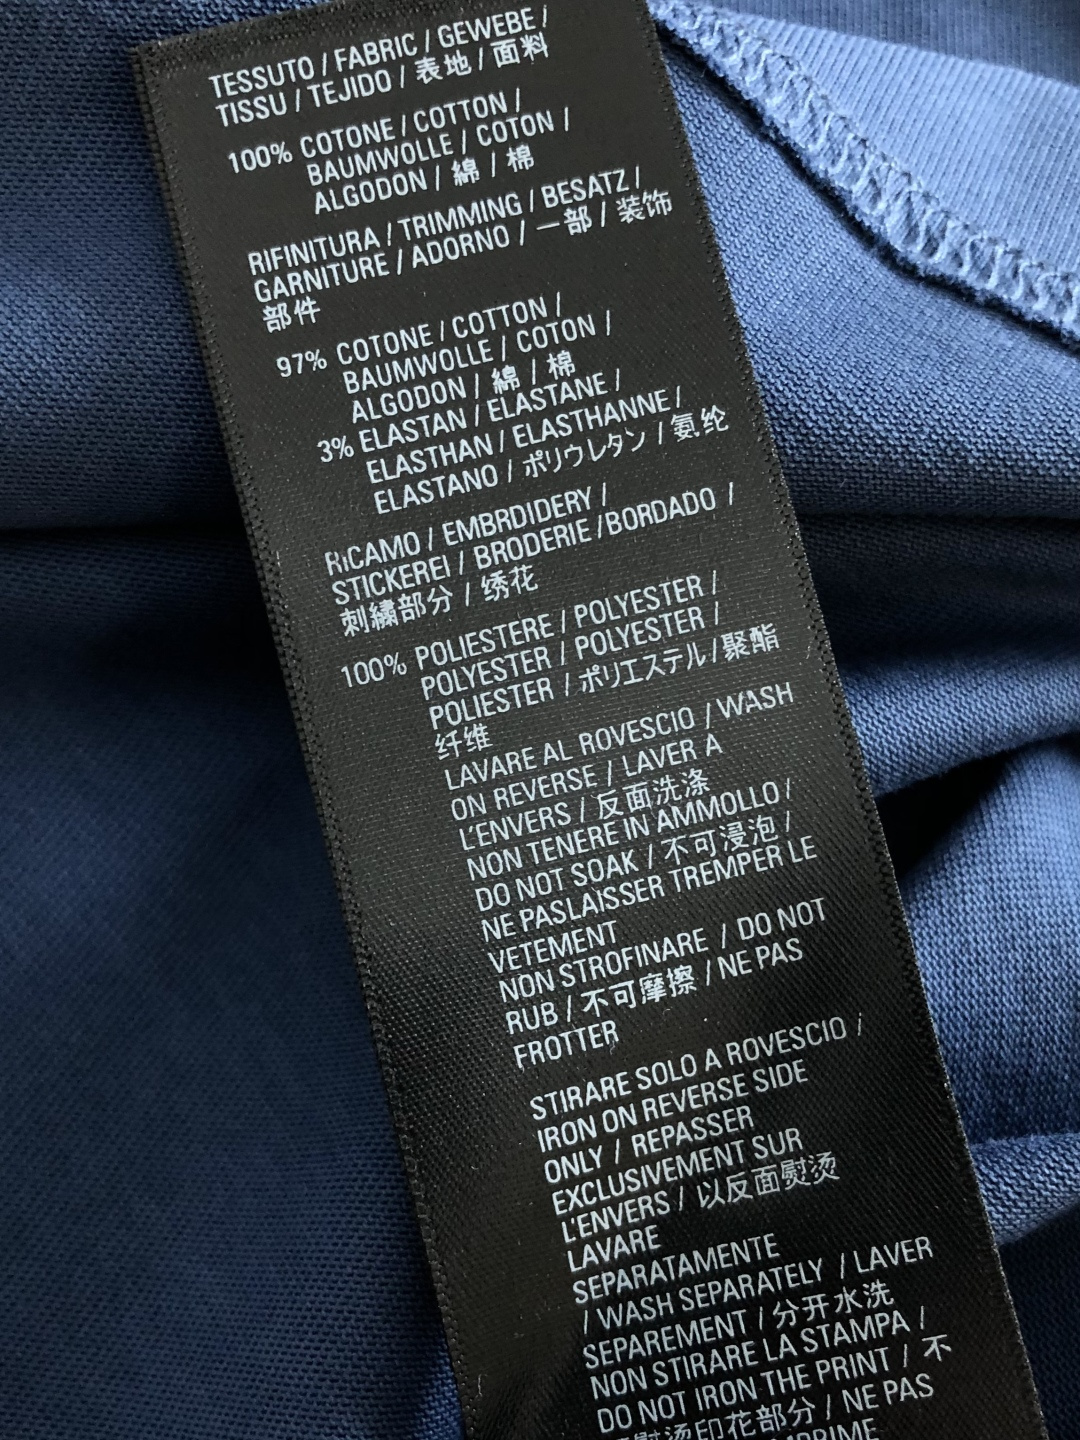 TESSUTO / FABRIC / GEWEBE /
TISSU / TEJIDO / 表地 / 面料
100% COTONE / COTTON /
BAUMWOLLE / COTON /
ALGODON / 綿 / 棉
RIFINITURA / TRIMMING / BESATZ /
GARNITURE / ADORNO / 一部 / 装饰
部件
97% COTONE / COTTON /
BAUMWOLLE / COTON /
ALGODON / 綿 / 棉
3% ELASTAN / ELASTANE /
ELASTHAN / ELASTHANNE /
ELASTANO / ポリウレタン / 氨纶
RICAMO / EMBRDIDERY /
STICKEREI / BRODERIE /BORDADO /
刺繍部分 / 绣花
100% POLIESTERE / POLYESTER /
POLYESTER / POLYESTER /
POLIESTER / ポリエステル / 聚酯
纤维
LAVARE AL ROVESCIO / WASH
ON REVERSE / LAVER A
L'ENVERS / 反面洗涤
NON TENERE IN AMMOLLO /
DO NOT SOAK / 不可浸泡 /
NE PASLAISSER TREMPER LE
VETEMENT
NON STROFINARE / DO NOT
RUB / 不可摩擦 / NE PAS
FROTTER
STIRARE SOLO A ROVESCIO /
IRON ON REVERSE SIDE
ONLY / REPASSER
EXCLUSIVEMENT SUR
L'ENVERS / 以反面熨烫
LAVARE
SEPARATAMENTE
/ WASH SEPARATELY / LAVER
SEPAREMENT / 分开水洗
NON STIRARE LA STAMPA /
DO NOT IRON THE PRINT / 不
熨烫印花部分 / NE PAS